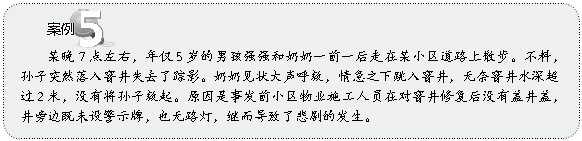 案例5
某晚7点左右，年仅5岁的男孩强强和奶奶一前一后走在某小区道路上散步。不料，
孙子突然落入窨井失去了踪影。奶奶见状大声呼救，情急之下跳入窨井，无奈窨井水深超
过2米，没有将孙子救起。原因是事发前小区物业施工人员在对窨井修复后没有盖井盖，
井旁边既未设警示牌，也无路灯，继而导致了悲剧的发生。